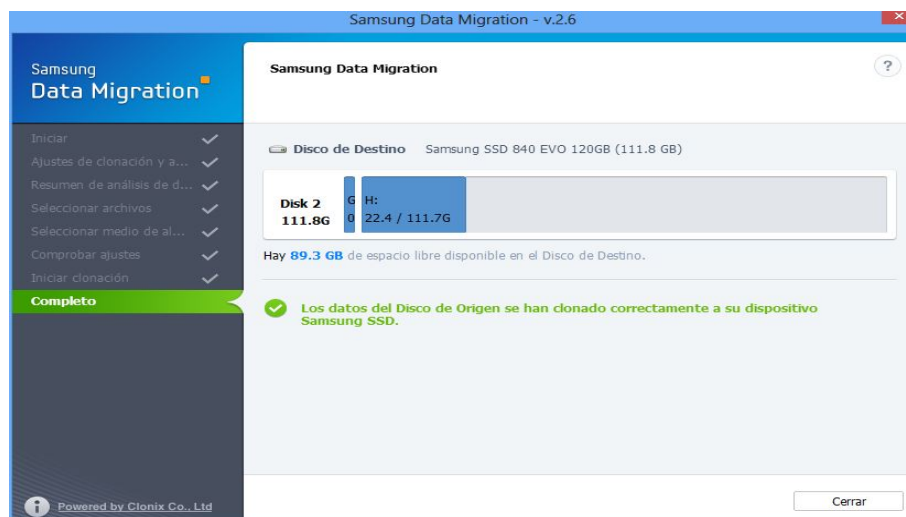 Samsung Data Migration - v.2.6
Samsung
Data Migration
Samsung Data Migration
?
Iniciar
Ajustes de clonación y a...
Resumen de análisis de d...
Seleccionar archivos
Seleccionar medio de al...
Comprobar ajustes
Iniciar clonación
Completo
Disco de Destino Samsung SSD 840 EVO 120GB (111.8 GB)
Disk 2
111.8G
G
0
H:
22.4 / 111.7G
Hay 89.3 GB de espacio libre disponible en el Disco de Destino.
Los datos del Disco de Origen se han clonado correctamente a su dispositivo
Samsung SSD.
Powered by Clonix Co., Ltd
Cerrar